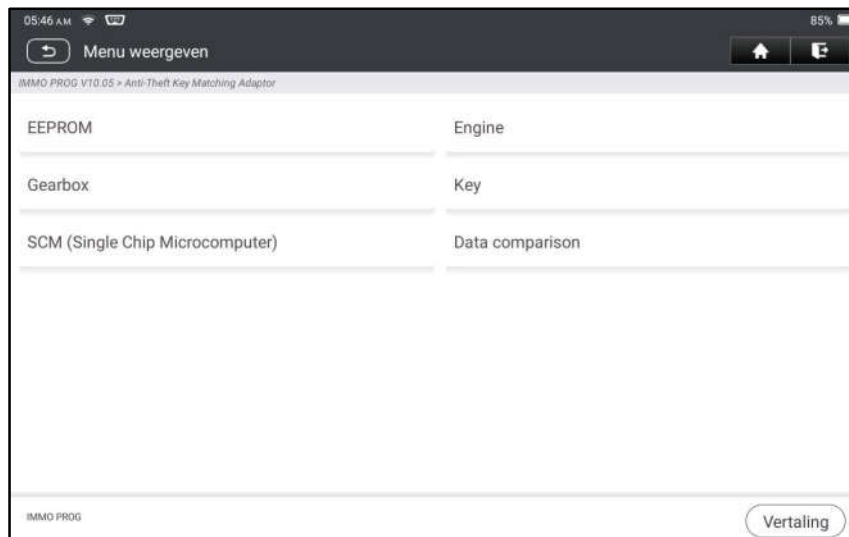 05:46 AM 85%
Menu weergeven
IMMO PROG V10.05 > Anti-Theft Key Matching Adaptor
EEPROM Engine
Gearbox Key
SCM (Single Chip Microcomputer) Data comparison
IMMO PROG Vertaling